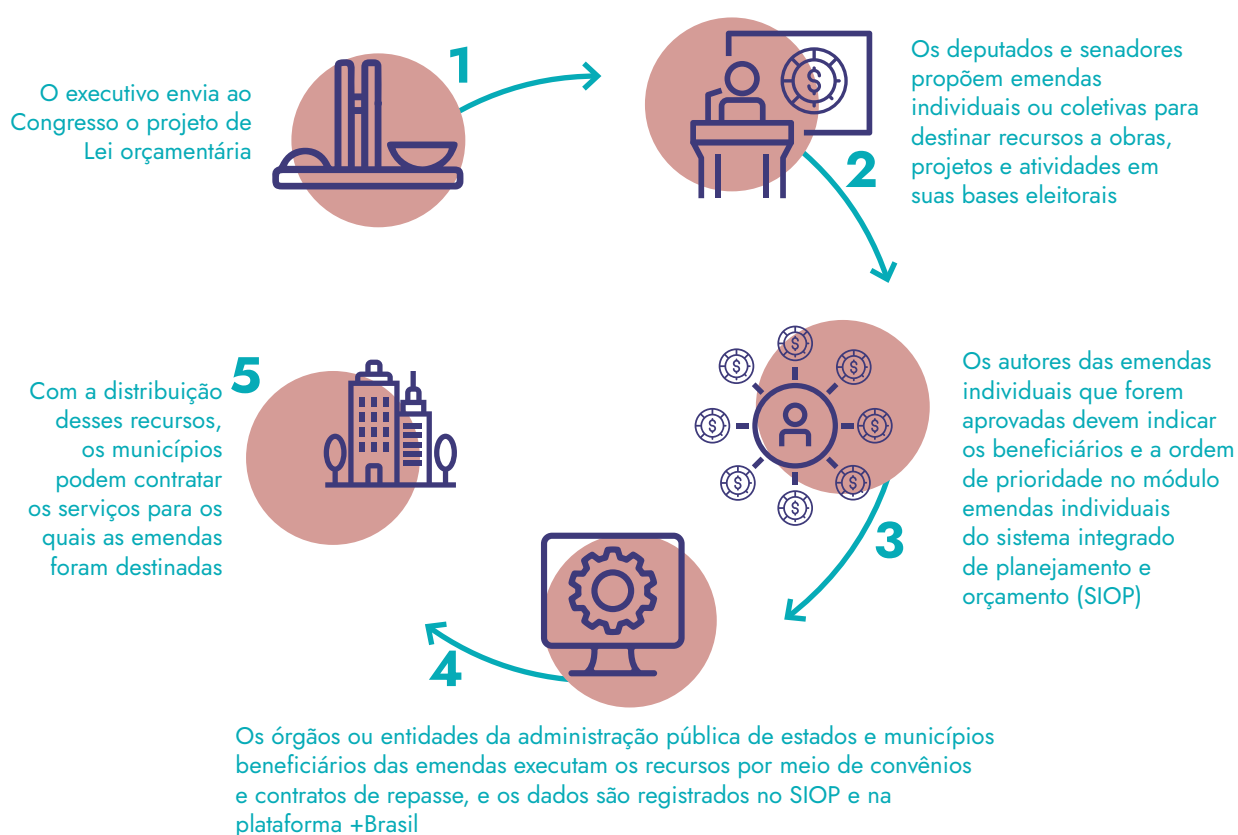 1
O executivo envia ao
Congresso o projeto de
Lei orçamentária
2
Os deputados e senadores
propõem emendas
individuais ou coletivas para
destinar recursos a obras,
projetos e atividades em
suas bases eleitorais
3
Os autores das emendas
individuais que forem
aprovadas devem indicar
os beneficiários e a ordem
de prioridade no módulo
emendas individuais
do sistema integrado
de planejamento e
orçamento (SIOP)
4
Os órgãos ou entidades da administração pública de estados e municípios
beneficiários das emendas executam os recursos por meio de convênios
e contratos de repasse, e os dados são registrados no SIOP e na
plataforma +Brasil
5
Com a distribuição
desses recursos,
os municípios
podem contratar
os serviços para os
quais as emendas
foram destinadas